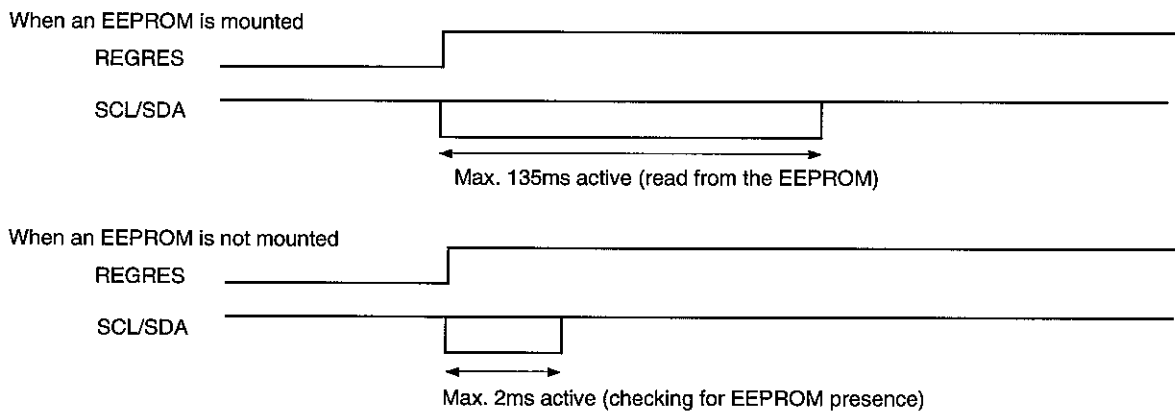 When an EEPROM is mounted
REGRES
SCL/SDA
Max. 135ms active (read from the EEPROM)
When an EEPROM is not mounted
REGRES
SCL/SDA
Max. 2ms active (checking for EEPROM presence)